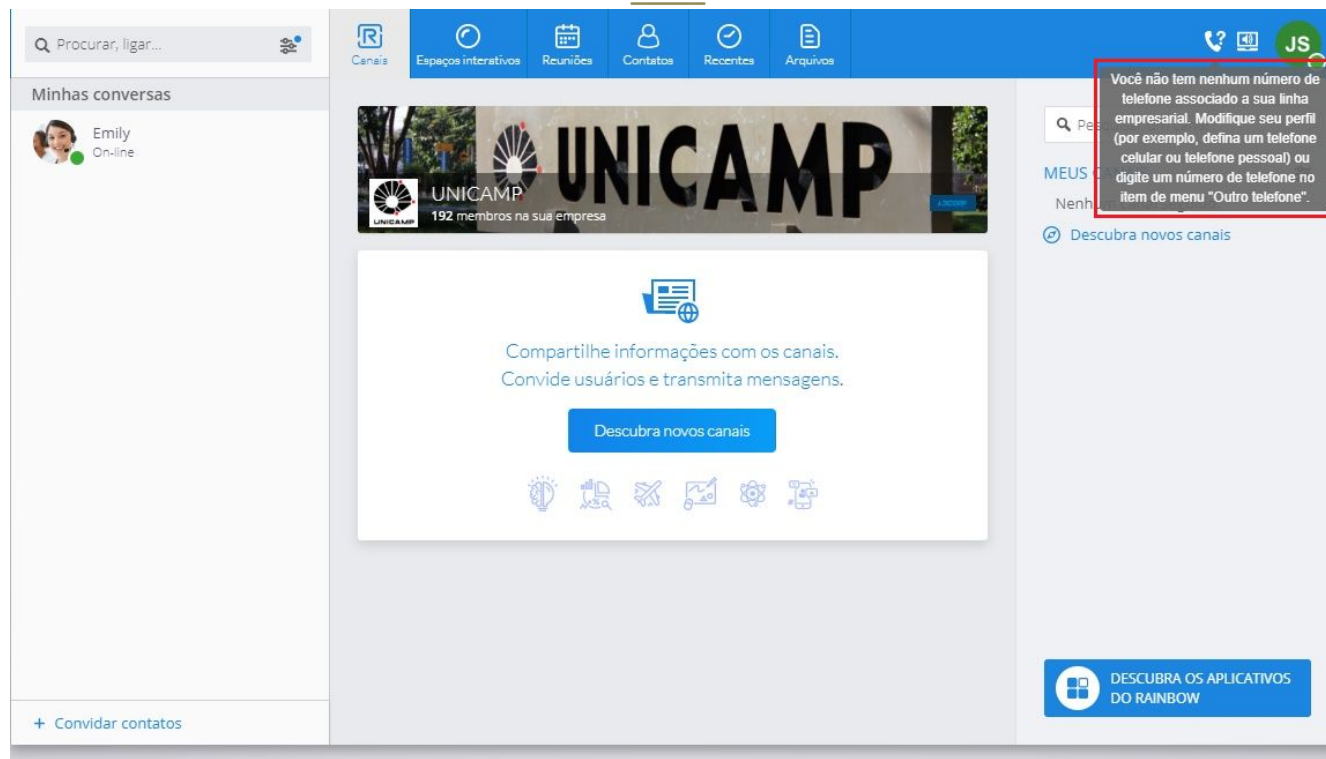 Procurar, ligar...
Canais
Espaços interativos
Reuniões
Contatos
Recentes
Arquivos
JS
Minhas conversas
Emily
On-line
+ Convidar contatos
UNICAMP
UNICAMP
UNICAMP
192 membros na sua empresa
Compartilhe informações com os canais.
Convide usuários e transmita mensagens.
Descubra novos canais
Você não tem nenhum número de
telefone associado a sua linha
empresarial. Modifique seu perfil
(por exemplo, defina um telefone
celular ou telefone pessoal) ou
digite um número de telefone no
item de menu "Outro telefone".
MEUS
Descubra novos canais
DESCUBRA OS APLICATIVOS
DO RAINBOW